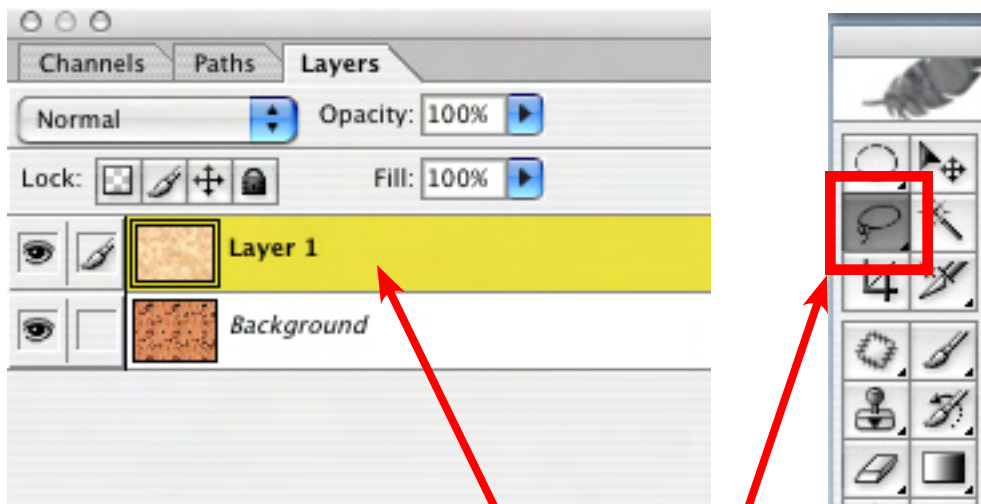 Channels Paths Layers
Normal Opacity: 100%
Lock: Fill: 100%
Layer 1
Background